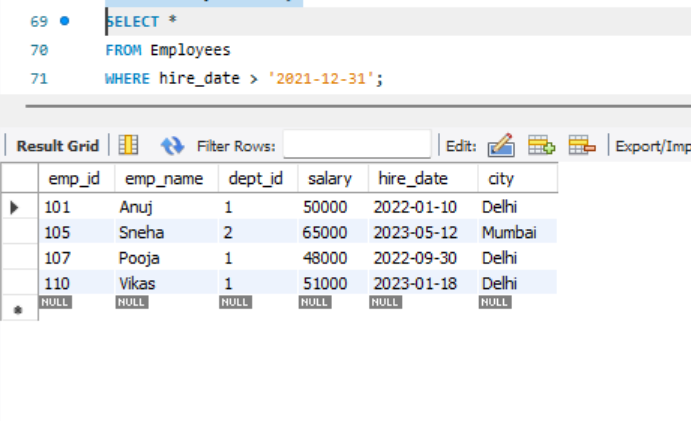 69 SELECT *
70 FROM Employees
71 WHERE hire_date > '2021-12-31';
Result Grid Filter Rows: Edit: Export/Imp
emp_id emp_name dept_id salary hire_date city
101 Anuj 1 50000 2022-01-10 Delhi
105 Sneha 2 65000 2023-05-12 Mumbai
107 Pooja 1 48000 2022-09-30 Delhi
110 Vikas 1 51000 2023-01-18 Delhi
NULL NULL NULL NULL NULL NULL